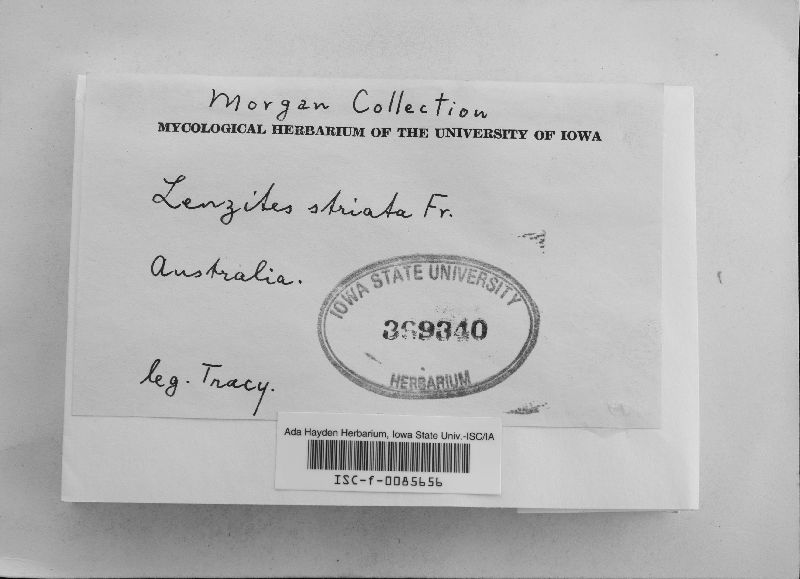 Morgan Collection
MYCOLOGICAL HERBARIUM OF THE UNIVERSITY OF IOWA
Lenzites striata Fr.
Australia.
IOWA STATE UNIVERSITY
369340
HERBARIUM
leg. Tracy.
Ada Hayden Herbarium, Iowa State Univ.-ISC/IA
ISC-f-0085656